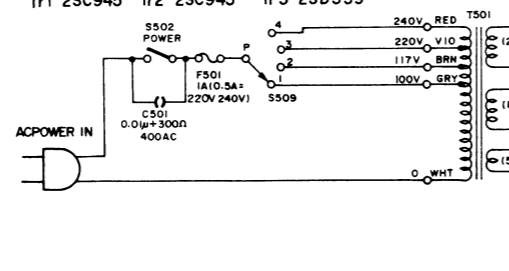 Tr1 2SC945 Tr2 2SC945 Tr3 2SD359
T501
S502
POWER
4
240V RED
3
220V VIO
P
2
117V BRN
F501
1A(0.5A=
220V 240V)
1
100V GRY
S509
C501
0.01μ+300Ω
400AC
ACPOWER IN
0 WHT